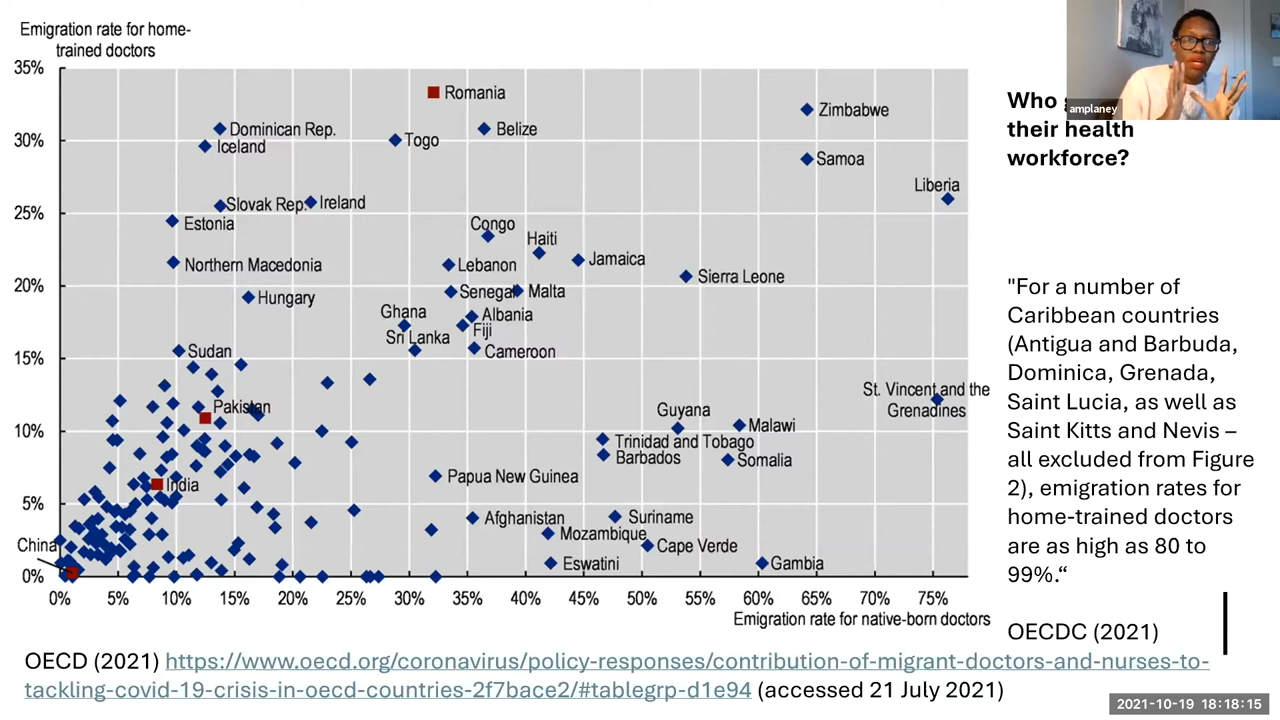 Emigration rate for home-
trained doctors
35%
30%
25%
20%
15%
10%
5%
0%
Romania
Zimbabwe
Dominican Rep.
Belize
Iceland
Togo
Samoa
Liberia
Slovak Rep.
Ireland
Estonia
Congo
Haiti
Jamaica
Northern Macedonia
Lebanon
Sierra Leone
Hungary
Senegal
Malta
Ghana
Albania
Fiji
Sri Lanka
Cameroon
Sudan
St. Vincent and the
Grenadines
Pakistan
Guyana
Malawi
Trinidad and Tobago
Barbados
Somalia
Papua New Guinea
India
Afghanistan
Suriname
Mozambique
Cape Verde
China
Eswatini
Gambia
0% 5% 10% 15% 20% 25% 30% 35% 40% 45% 50% 55% 60% 65% 70% 75%
Emigration rate for native-born doctors
amplaney
Who
their health
workforce?
"For a number of
Caribbean countries
(Antigua and Barbuda,
Dominica, Grenada,
Saint Lucia, as well as
Saint Kitts and Nevis –
all excluded from Figure
2), emigration rates for
home-trained doctors
are as high as 80 to
99%.“
OECDC (2021)
OECD (2021) https://www.oecd.org/coronavirus/policy-responses/contribution-of-migrant-doctors-and-nurses-to-
tackling-covid-19-crisis-in-oecd-countries-2f7bace2/#tablegrp-d1e94 (accessed 21 July 2021)
2021-10-19 18:18:15